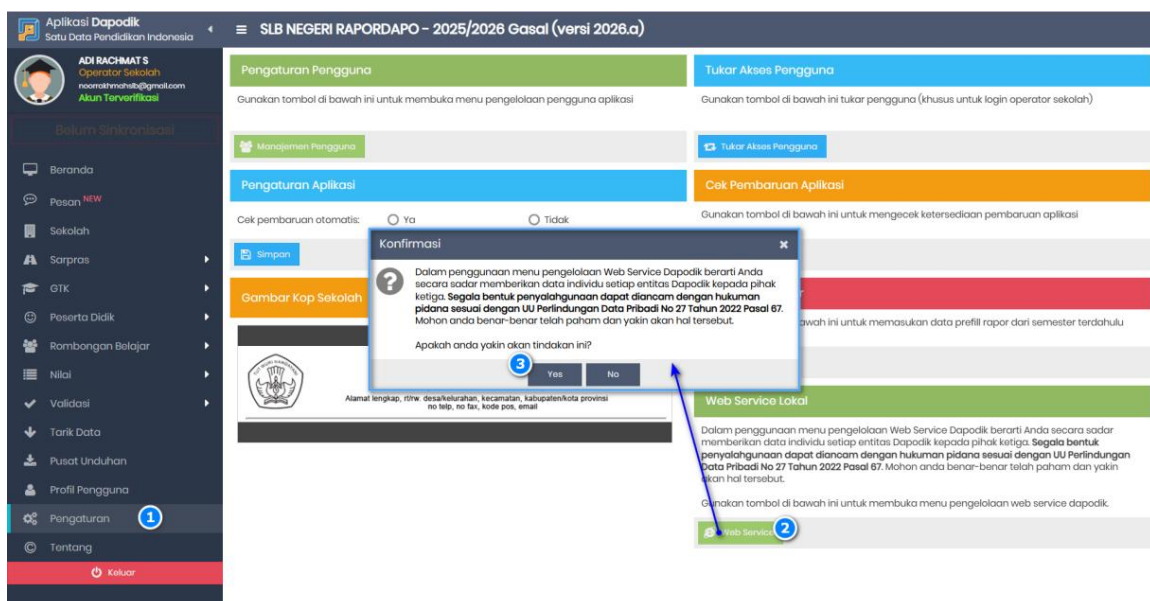 Aplikasi Dapodik
Satu Data Pendidikan Indonesia
SLB NEGERI RAPORDAPO - 2025/2026 Gasal (versi 2026.a)
ADI RACHMAT S
Operator Sekolah
noorrakhmahslb@gmail.com
Akun Terverifikasi
Belum Sinkronisasi
Beranda
Pesan NEW
Sekolah
Sarpras
GTK
Peserta Didik
Rombongan Belajar
Nilai
Validasi
Tarik Data
Pusat Unduhan
Profil Pengguna
Pengaturan
1
Tentang
Keluar
Pengaturan Pengguna
Gunakan tombol di bawah ini untuk membuka menu pengelolaan pengguna aplikasi
Manajemen Pengguna
Tukar Akses Pengguna
Gunakan tombol di bawah ini tukar pengguna (khusus untuk login operator sekolah)
Tukar Akses Pengguna
Pengaturan Aplikasi
Cek pembaruan otomatis:
Ya
Tidak
Simpan
Cek Pembaruan Aplikasi
Gunakan tombol di bawah ini untuk mengecek ketersediaan pembaruan aplikasi
Konfirmasi
Dalam penggunaan menu pengelolaan Web Service Dapodik berarti Anda
secara sadar memberikan data individu setiap entitas Dapodik kepada pihak
ketiga. Segala bentuk penyalahgunaan dapat diancam dengan hukuman
pidana sesuai dengan UU Perlindungan Data Pribadi No 27 Tahun 2022 Pasal 67.
Mohon anda benar-benar telah paham dan yakin akan hal tersebut.
Apakah anda yakin akan tindakan ini?
3
Yes
No
Gambar Kop Sekolah
Alamat lengkap, rt/rw. desa/kelurahan, kecamatan, kabupaten/kota provinsi
no telp, no fax, kode pos, email
awah ini untuk memasukan data prefill rapor dari semester terdahulu
Web Service Lokal
Dalam penggunaan menu pengelolaan Web Service Dapodik berarti Anda secara sadar
memberikan data individu setiap entitas Dapodik kepada pihak ketiga. Segala bentuk
penyalahgunaan dapat diancam dengan hukuman pidana sesuai dengan UU Perlindungan
Data Pribadi No 27 Tahun 2022 Pasal 67. Mohon anda benar-benar telah paham dan yakin
akan hal tersebut.
Gunakan tombol di bawah ini untuk membuka menu pengelolaan web service dapodik.
Web Service
2